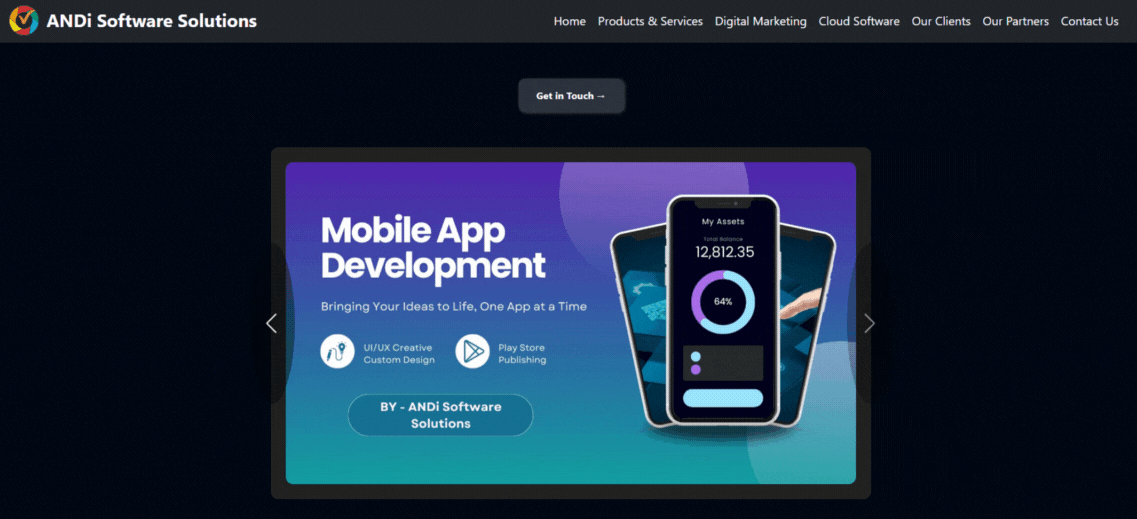 ANDi Software Solutions
Home Products & Services Digital Marketing Cloud Software Our Clients Our Partners Contact Us
Get in Touch →
Mobile App
Development
Bringing Your Ideas to Life, One App at a Time
UI/UX Creative
Custom Design
Play Store
Publishing
BY - ANDi Software
Solutions
My Assets
Total Balance
12,812.35
64%